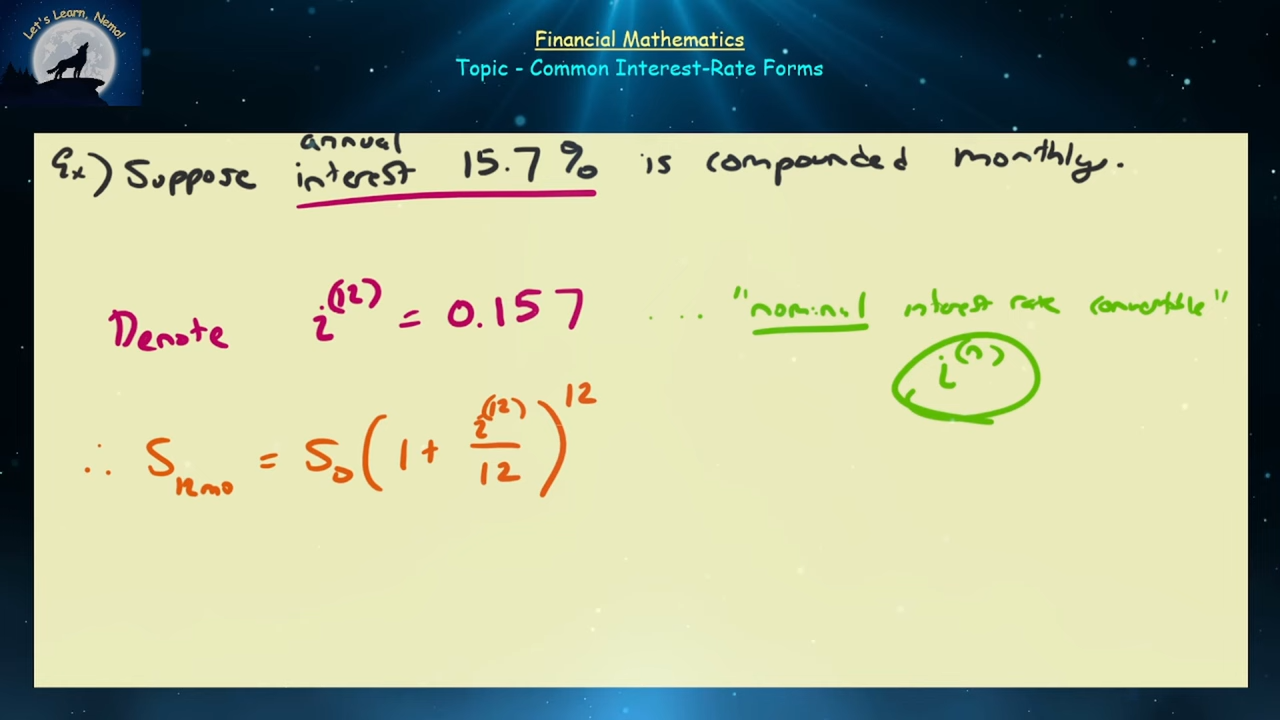 Let's Learn, Nemo!
Financial Mathematics
Topic - Common Interest-Rate Forms
Ex.) Suppose annual interest 15.7% is compounded monthly.
Denote i^(12) = 0.157 ... "nominal interest rate convertible"
i^(n)
∴ S_12mo = S_0 (1 + i^(12)/12)^12